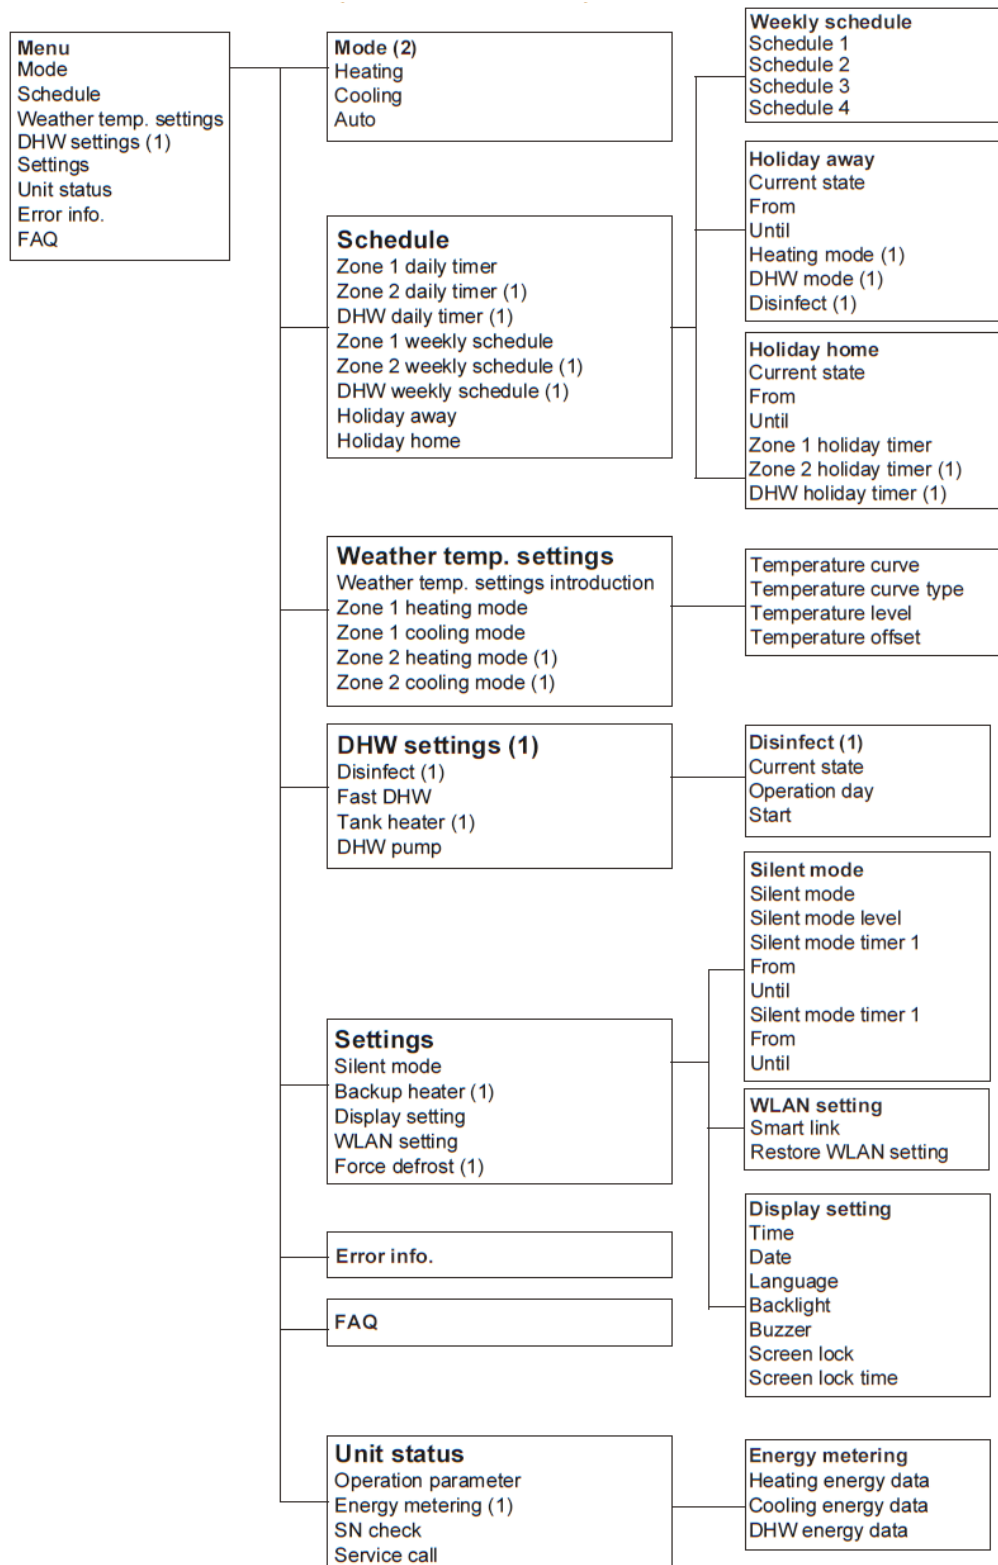 Menu
Mode
Schedule
Weather temp. settings
DHW settings (1)
Settings
Unit status
Error info.
FAQ
Mode (2)
Heating
Cooling
Auto
Schedule
Zone 1 daily timer
Zone 2 daily timer (1)
DHW daily timer (1)
Zone 1 weekly schedule
Zone 2 weekly schedule (1)
DHW weekly schedule (1)
Holiday away
Holiday home
Weekly schedule
Schedule 1
Schedule 2
Schedule 3
Schedule 4
Holiday away
Current state
From
Until
Heating mode (1)
DHW mode (1)
Disinfect (1)
Holiday home
Current state
From
Until
Zone 1 holiday timer
Zone 2 holiday timer (1)
DHW holiday timer (1)
Weather temp. settings
Weather temp. settings introduction
Zone 1 heating mode
Zone 1 cooling mode
Zone 2 heating mode (1)
Zone 2 cooling mode (1)
Temperature curve
Temperature curve type
Temperature level
Temperature offset
DHW settings (1)
Disinfect (1)
Fast DHW
Tank heater (1)
DHW pump
Disinfect (1)
Current state
Operation day
Start
Settings
Silent mode
Backup heater (1)
Display setting
WLAN setting
Force defrost (1)
Silent mode
Silent mode
Silent mode level
Silent mode timer 1
From
Until
Silent mode timer 1
From
Until
WLAN setting
Smart link
Restore WLAN setting
Display setting
Time
Date
Language
Backlight
Buzzer
Screen lock
Screen lock time
Error info.
FAQ
Unit status
Operation parameter
Energy metering (1)
SN check
Service call
Energy metering
Heating energy data
Cooling energy data
DHW energy data